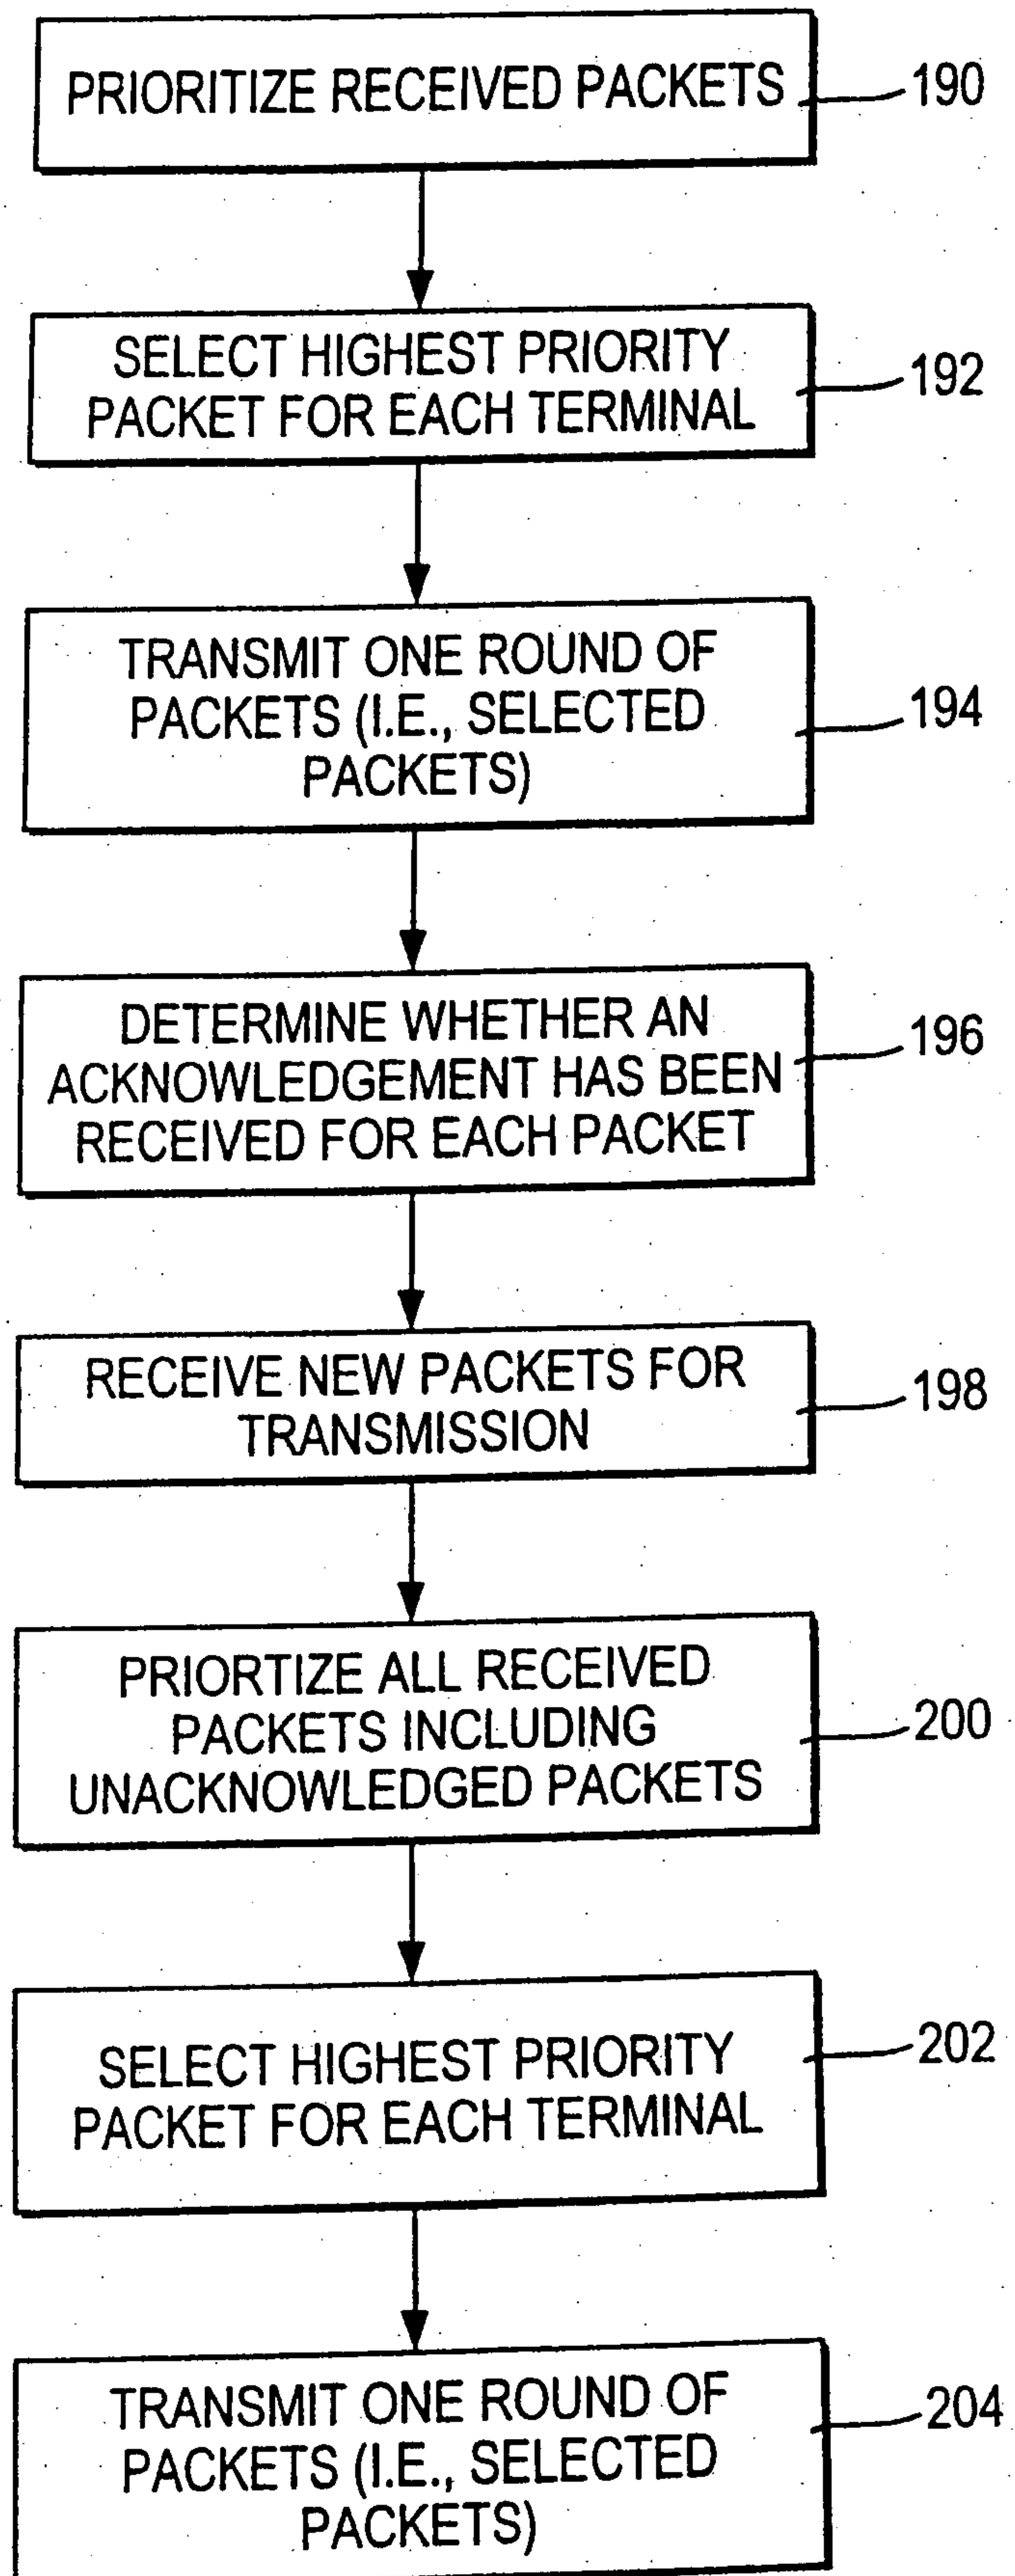 PRIORITIZE RECEIVED PACKETS
190
SELECT HIGHEST PRIORITY
PACKET FOR EACH TERMINAL
192
TRANSMIT ONE ROUND OF
PACKETS (I.E., SELECTED
PACKETS)
194
DETERMINE WHETHER AN
ACKNOWLEDGEMENT HAS BEEN
RECEIVED FOR EACH PACKET
196
RECEIVE NEW PACKETS FOR
TRANSMISSION
198
PRIORTIZE ALL RECEIVED
PACKETS INCLUDING
UNACKNOWLEDGED PACKETS
200
SELECT HIGHEST PRIORITY
PACKET FOR EACH TERMINAL
202
TRANSMIT ONE ROUND OF
PACKETS (I.E., SELECTED
PACKETS)
204